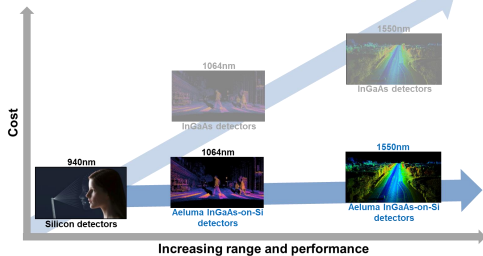 1550nm
InGaAs detectors
1064nm
InGaAs detectors
Cost
940nm
Silicon detectors
1064nm
Aeluma InGaAs-on-Si
detectors
1550nm
Aeluma InGaAs-on-Si
detectors
Increasing range and performance